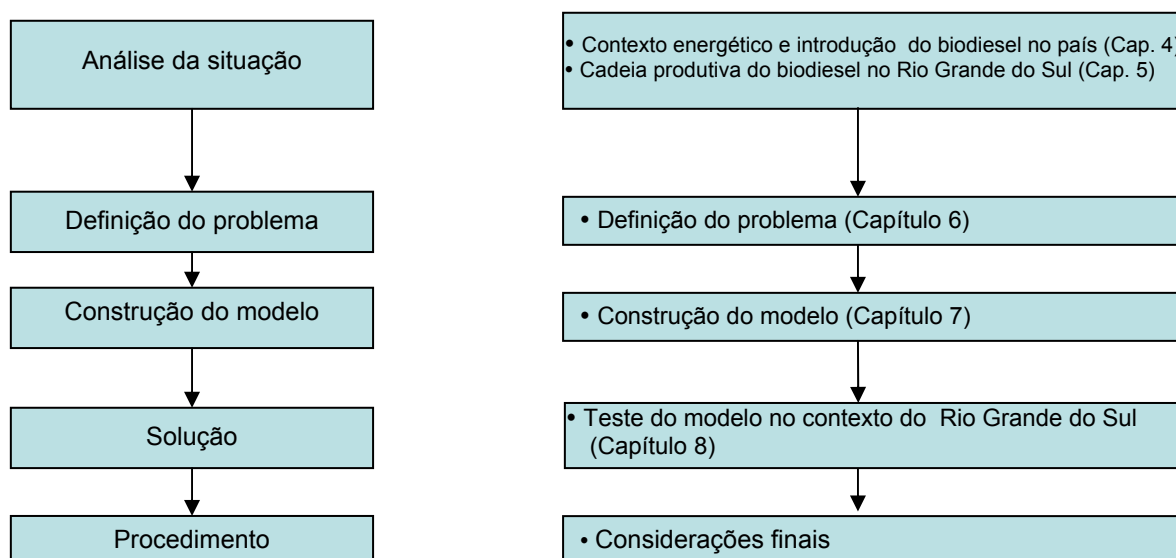 Análise da situação
• Contexto energético e introdução do biodiesel no país (Cap. 4)
• Cadeia produtiva do biodiesel no Rio Grande do Sul (Cap. 5)
Definição do problema
• Definição do problema (Capítulo 6)
Construção do modelo
• Construção do modelo (Capítulo 7)
Solução
• Teste do modelo no contexto do Rio Grande do Sul
(Capítulo 8)
Procedimento
• Considerações finais